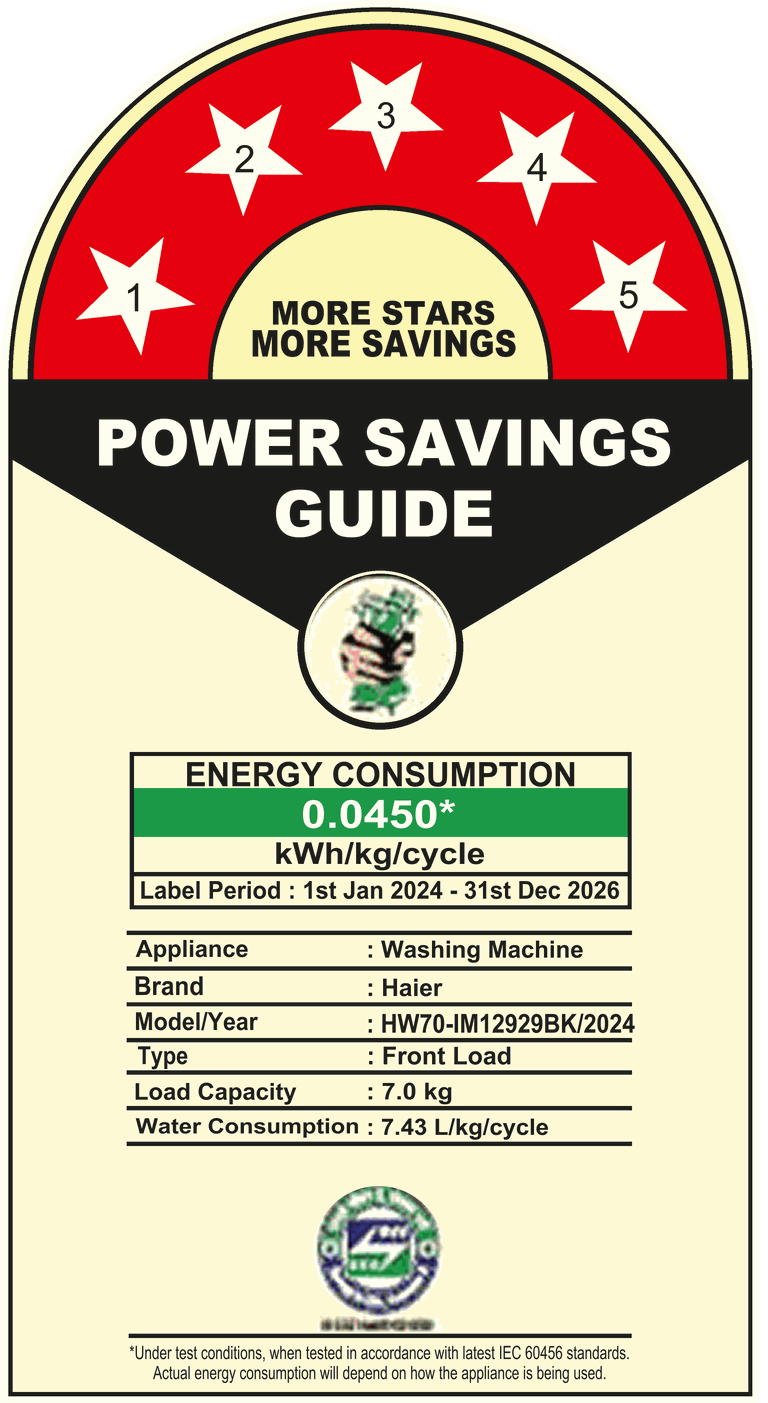 1
2
3
4
5
MORE STARS
MORE SAVINGS
POWER SAVINGS
GUIDE
ENERGY CONSUMPTION
0.0450*
kWh/kg/cycle
Label Period : 1st Jan 2024 - 31st Dec 2026
Appliance : Washing Machine
Brand : Haier
Model/Year : HW70-IM12929BK/2024
Type : Front Load
Load Capacity : 7.0 kg
Water Consumption : 7.43 L/kg/cycle
*Under test conditions, when tested in accordance with latest IEC 60456 standards.
Actual energy consumption will depend on how the appliance is being used.